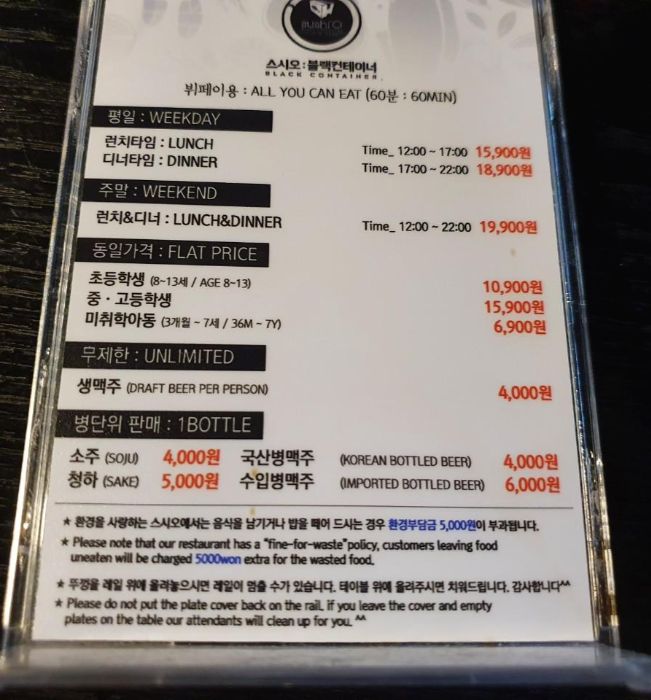 스시오:블랙컨테이너
BLACK CONTAINER
뷔페이용 : ALL YOU CAN EAT (60분 : 60MIN)
평일 : WEEKDAY
런치타임 : LUNCH Time_ 12:00 ~ 17:00 15,900원
디너타임 : DINNER Time_ 17:00 ~ 22:00 18,900원
주말 : WEEKEND
런치&디너 : LUNCH&DINNER Time_ 12:00 ~ 22:00 19,900원
동일가격 : FLAT PRICE
초등학생 (8~13세 / AGE 8~13) 10,900원
중 · 고등학생 15,900원
미취학아동 (3개월 ~ 7세 / 36M ~ 7Y) 6,900원
무제한 : UNLIMITED
생맥주 (DRAFT BEER PER PERSON) 4,000원
병단위 판매 : 1BOTTLE
소주 (SOJU) 4,000원 국산병맥주 (KOREAN BOTTLED BEER) 4,000원
청하 (SAKE) 5,000원 수입병맥주 (IMPORTED BOTTLED BEER) 6,000원
★ 환경을 사랑하는 스시오에서는 음식을 남기거나 밥을 떼어 드시는 경우 환경부담금 5,000원이 부과됩니다.
★ Please note that our restaurant has a "fine-for-waste"policy, customers leaving food
uneaten will be charged 5000won extra for the wasted food.
★ 뚜껑을 레일 위에 올려놓으시면 레일이 멈출 수가 있습니다. 테이블 위에 올려주시면 치워드립니다. 감사합니다^^
★ Please do not put the plate cover back on the rail. if you leave the cover and empty
plates on the table our attendants will clean up for you. ^^